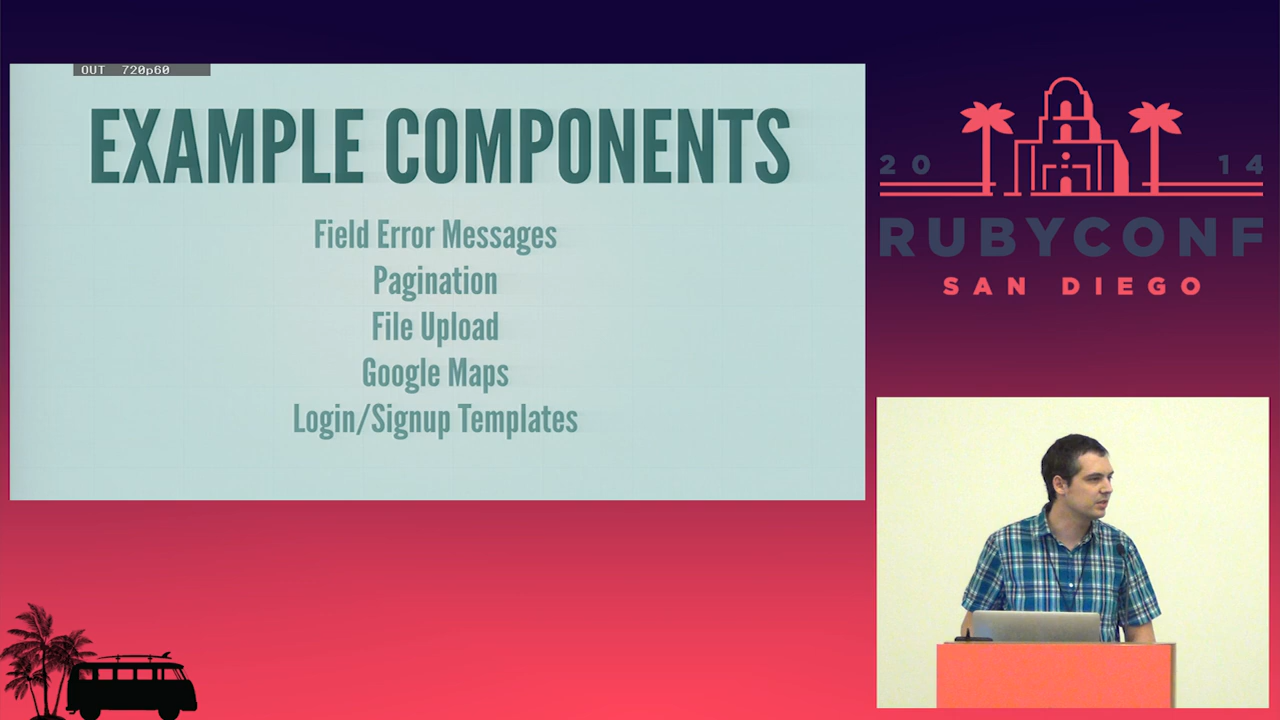 OUT 720p60
EXAMPLE COMPONENTS
Field Error Messages
Pagination
File Upload
Google Maps
Login/Signup Templates
20 14
RUBYCONF
SAN DIEGO